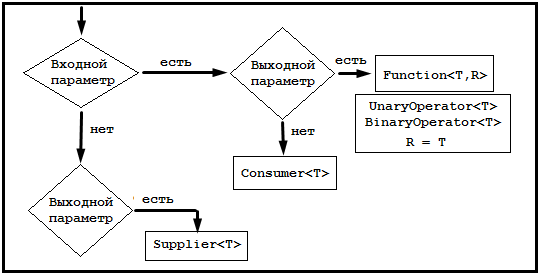 Входной
параметр
есть
Выходной
параметр
есть
Function<T,R>
UnaryOperator<T>
BinaryOperator<T>
R = T
нет
нет
Consumer<T>
Выходной
параметр
есть
Supplier<T>